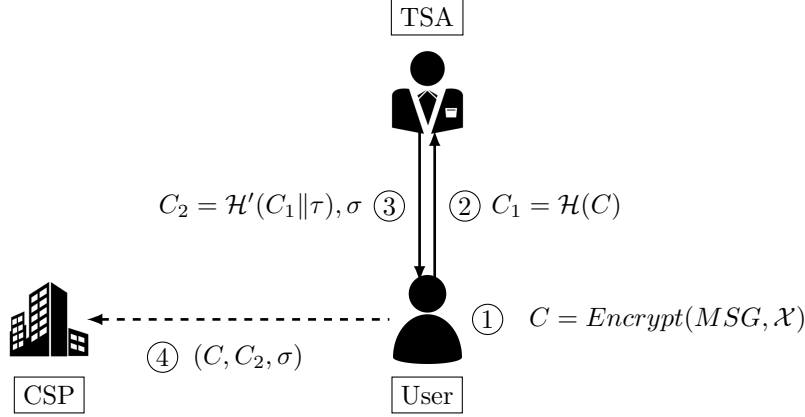 TSA
C₂ = ℋ′(C₁‖τ), σ ③ ② C₁ = ℋ(C)
① C = Encrypt(MSG, 𝒳)
④ (C, C₂, σ)
CSP User